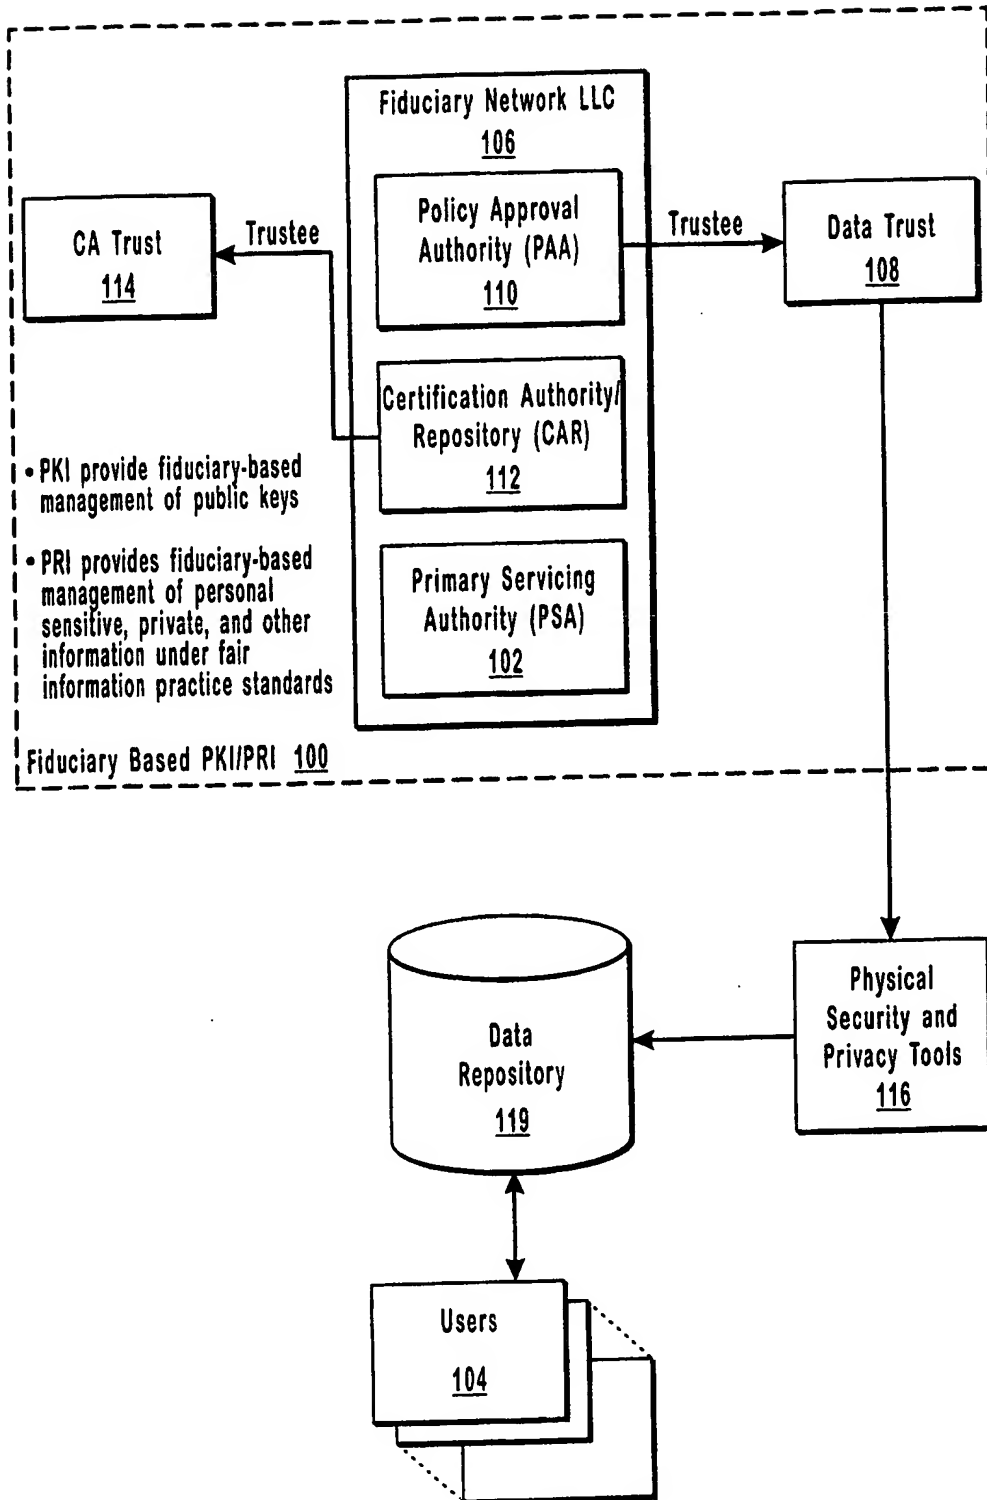 Fiduciary Network LLC
106
Policy Approval
Authority (PAA)
110
Trustee
Data Trust
108
CA Trust
114
Trustee
Certification Authority/
Repository (CAR)
112
Primary Servicing
Authority (PSA)
102
• PKI provide fiduciary-based
management of public keys
• PRI provides fiduciary-based
management of personal
sensitive, private, and other
information under fair
information practice standards
Fiduciary Based PKI/PRI 100
Physical
Security and
Privacy Tools
116
Data
Repository
119
Users
104